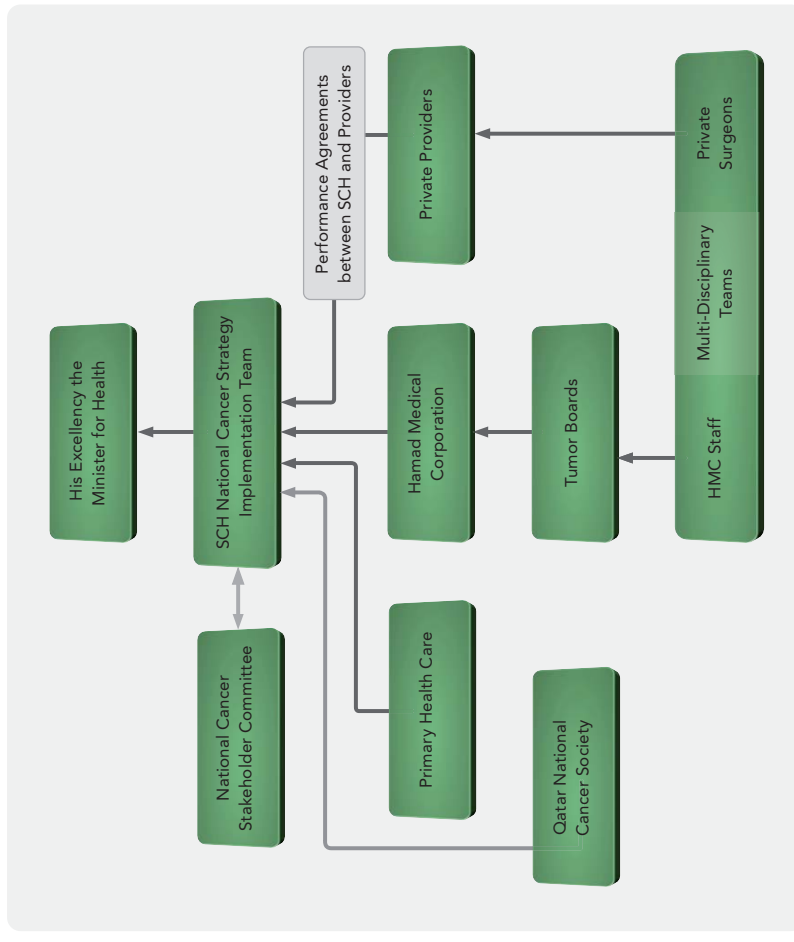 His Excellency the
Minister for Health
National Cancer
Stakeholder Committee
SCH National Cancer Strategy
Implementation Team
Performance Agreements
between SCH and Providers
Primary Health Care
Hamad Medical
Corporation
Private Providers
Qatar National
Cancer Society
Tumor Boards
HMC Staff
Multi-Disciplinary
Teams
Private
Surgeons